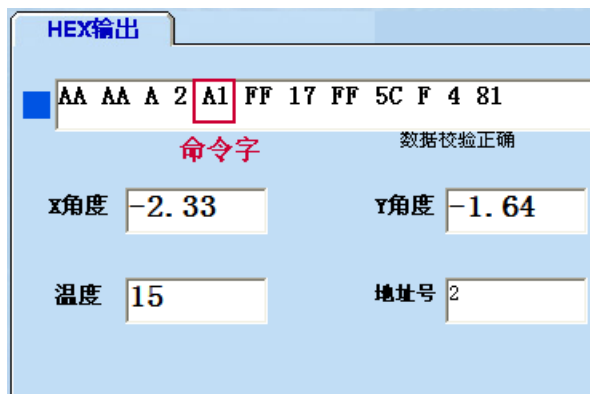 HEX输出
AA AA A 2 A1 FF 17 FF 5C F 4 81
命令字
数据校验正确
X角度 -2.33 Y角度 -1.64
温度 15 地址号 2